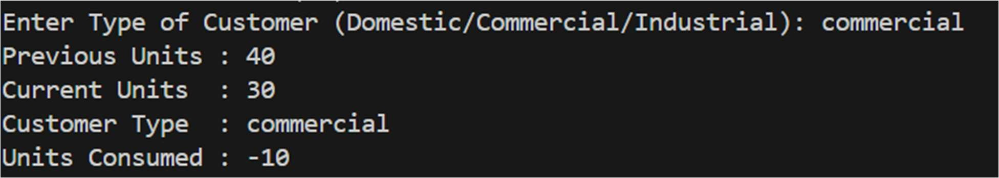 Enter Type of Customer (Domestic/Commercial/Industrial): commercial
Previous Units : 40
Current Units  : 30
Customer Type  : commercial
Units Consumed : -10